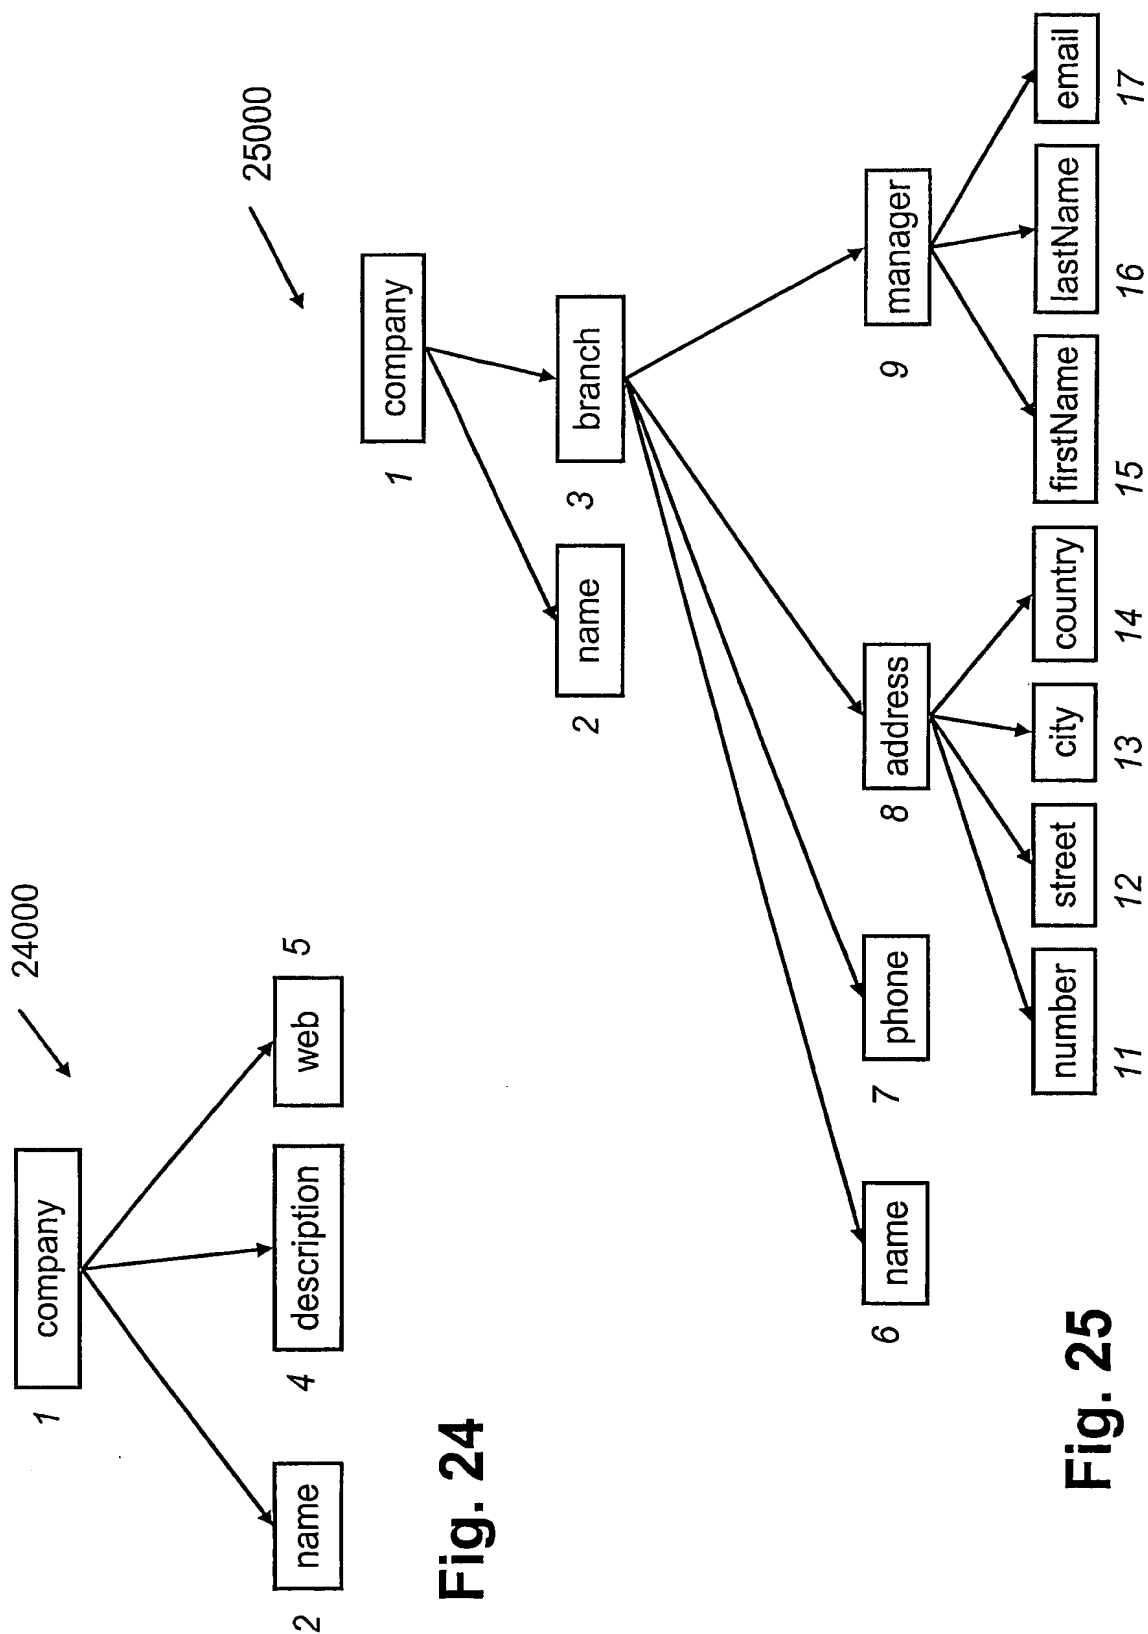 24000
1 company
2 name 4 description web 5
Fig. 24
25000
1 company
2 name 3 branch
6 name 7 phone 8 address 9 manager
number street city country firstName lastName email
11 12 13 14 15 16 17
Fig. 25